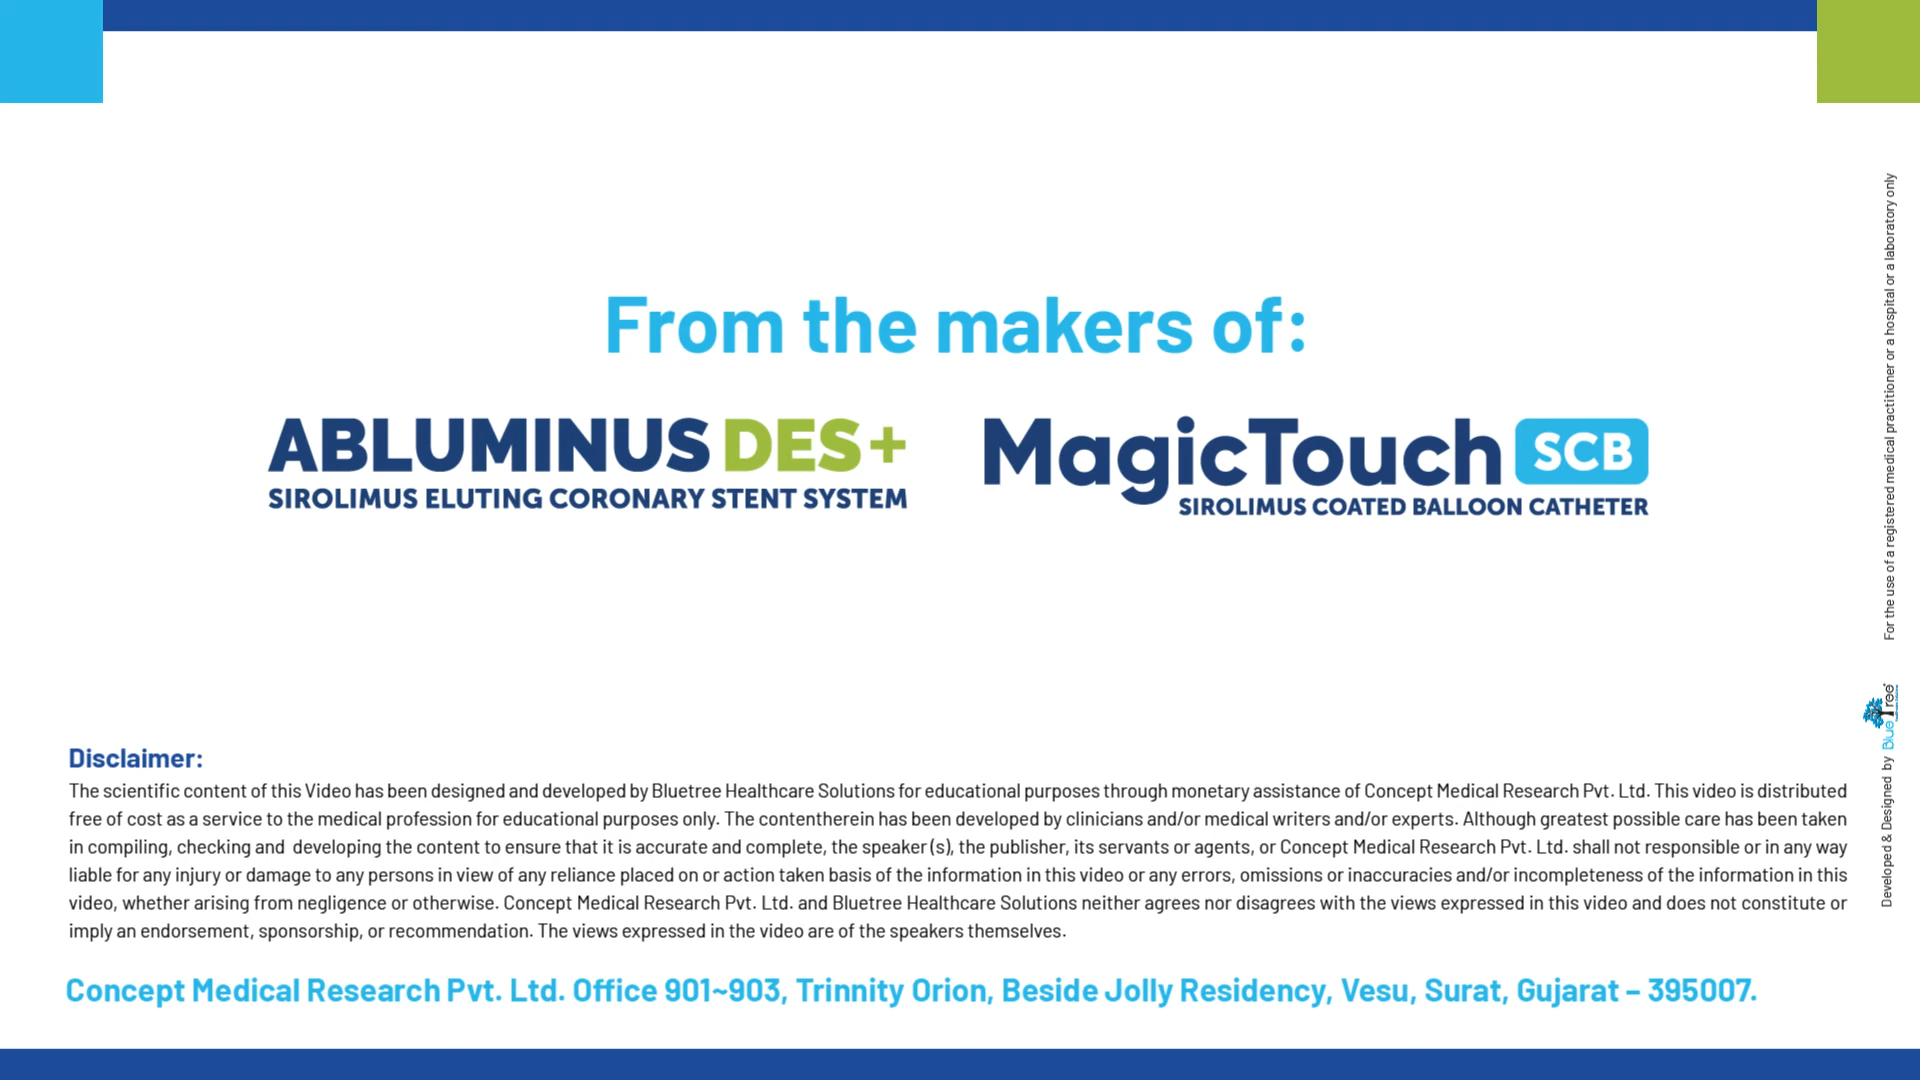 From the makers of:
ABLUMINUS DES+
SIROLIMUS ELUTING CORONARY STENT SYSTEM
MagicTouch SCB
SIROLIMUS COATED BALLOON CATHETER
Disclaimer:
The scientific content of this Video has been designed and developed by Bluetree Healthcare Solutions for educational purposes through monetary assistance of Concept Medical Research Pvt. Ltd. This video is distributed
free of cost as a service to the medical profession for educational purposes only. The contentherein has been developed by clinicians and/or medical writers and/or experts. Although greatest possible care has been taken
in compiling, checking and developing the content to ensure that it is accurate and complete, the speaker(s), the publisher, its servants or agents, or Concept Medical Research Pvt. Ltd. shall not responsible or in any way
liable for any injury or damage to any persons in view of any reliance placed on or action taken basis of the information in this video or any errors, omissions or inaccuracies and/or incompleteness of the information in this
video, whether arising from negligence or otherwise. Concept Medical Research Pvt. Ltd. and Bluetree Healthcare Solutions neither agrees nor disagrees with the views expressed in this video and does not constitute or
imply an endorsement, sponsorship, or recommendation. The views expressed in the video are of the speakers themselves.
Concept Medical Research Pvt. Ltd. Office 901~903, Trinnity Orion, Beside Jolly Residency, Vesu, Surat, Gujarat – 395007.
Developed & Designed by Blue Tree
For the use of a registered medical practitioner or a hospital or a laboratory only